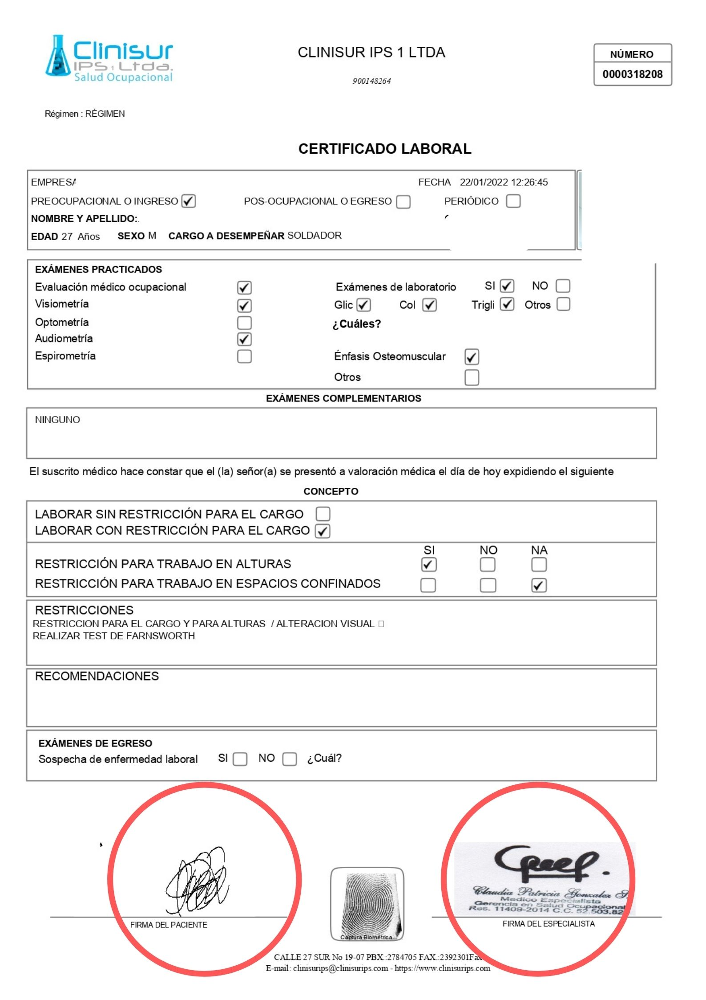 Clinisur
IPS 1 Ltda.
Salud Ocupacional
CLINISUR IPS 1 LTDA
900148264
NÚMERO
0000318208
Régimen : RÉGIMEN
CERTIFICADO LABORAL
EMPRESA FECHA 22/01/2022 12:26:45
PREOCUPACIONAL O INGRESO POS-OCUPACIONAL O EGRESO PERIÓDICO
NOMBRE Y APELLIDO:
EDAD 27 Años SEXO M CARGO A DESEMPEÑAR SOLDADOR
EXÁMENES PRACTICADOS
Evaluación médico ocupacional Exámenes de laboratorio SI NO
Visiometría Glic Col Trigli Otros
Optometría ¿Cuáles?
Audiometría
Espirometría Énfasis Osteomuscular
Otros
EXÁMENES COMPLEMENTARIOS
NINGUNO
El suscrito médico hace constar que el (la) señor(a) se presentó a valoración médica el día de hoy expidiendo el siguiente
CONCEPTO
LABORAR SIN RESTRICCIÓN PARA EL CARGO
LABORAR CON RESTRICCIÓN PARA EL CARGO
SI NO NA
RESTRICCIÓN PARA TRABAJO EN ALTURAS
RESTRICCIÓN PARA TRABAJO EN ESPACIOS CONFINADOS
RESTRICCIONES
RESTRICCION PARA EL CARGO Y PARA ALTURAS / ALTERACION VISUAL
REALIZAR TEST DE FARNSWORTH
RECOMENDACIONES
EXÁMENES DE EGRESO
Sospecha de enfermedad laboral SI NO ¿Cuál?
Claudia Patricia Gonzalez
Medico Especialista
Gerencia en Salud Ocupacional
Res. 11409-2014 C.C. 52.503.82
FIRMA DEL PACIENTE
Captura Biométrica
FIRMA DEL ESPECIALISTA
CALLE 27 SUR No 19-07 PBX.:2784705 FAX.:2392301Fax
E-mail: clinisurips@clinisurips.com - https://www.clinisurips.com